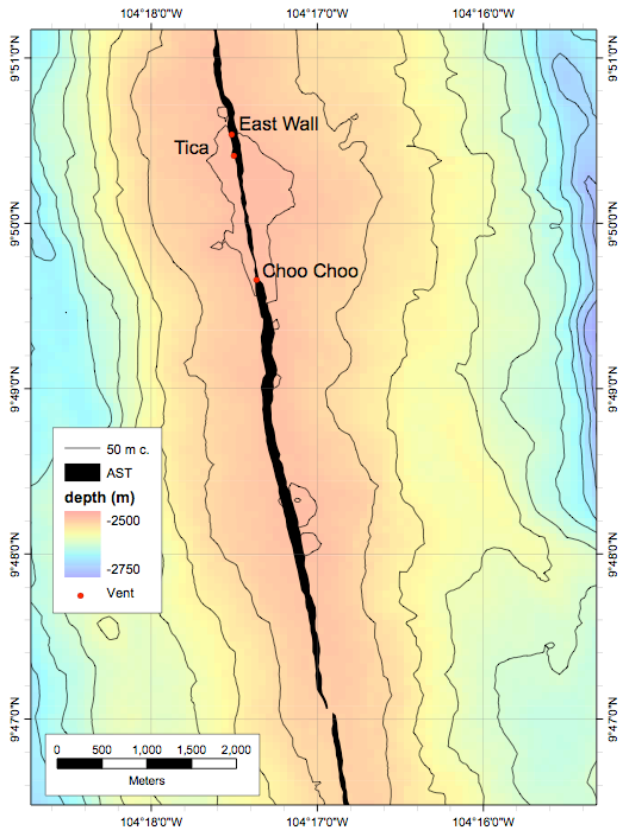 104°18'0"W 104°17'0"W 104°16'0"W
9°51'0"N 9°51'0"N
East Wall
Tica
9°50'0"N 9°50'0"N
Choo Choo
9°49'0"N 9°49'0"N
50 m c.
AST
depth (m)
-2500
-2750
Vent
9°48'0"N 9°48'0"N
9°47'0"N 9°47'0"N
0 500 1,000 1,500 2,000
Meters
104°18'0"W 104°17'0"W 104°16'0"W